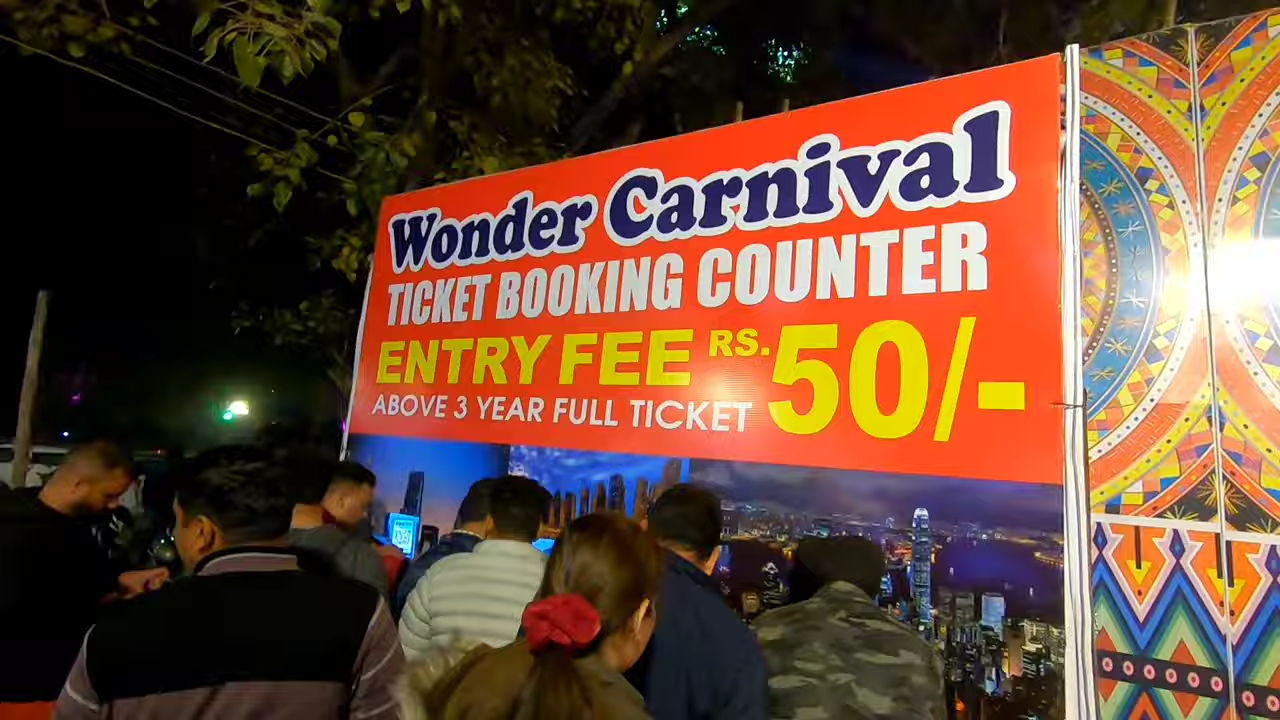 Wonder Carnival
TICKET BOOKING COUNTER
ENTRY FEE RS. 50/-
ABOVE 3 YEAR FULL TICKET